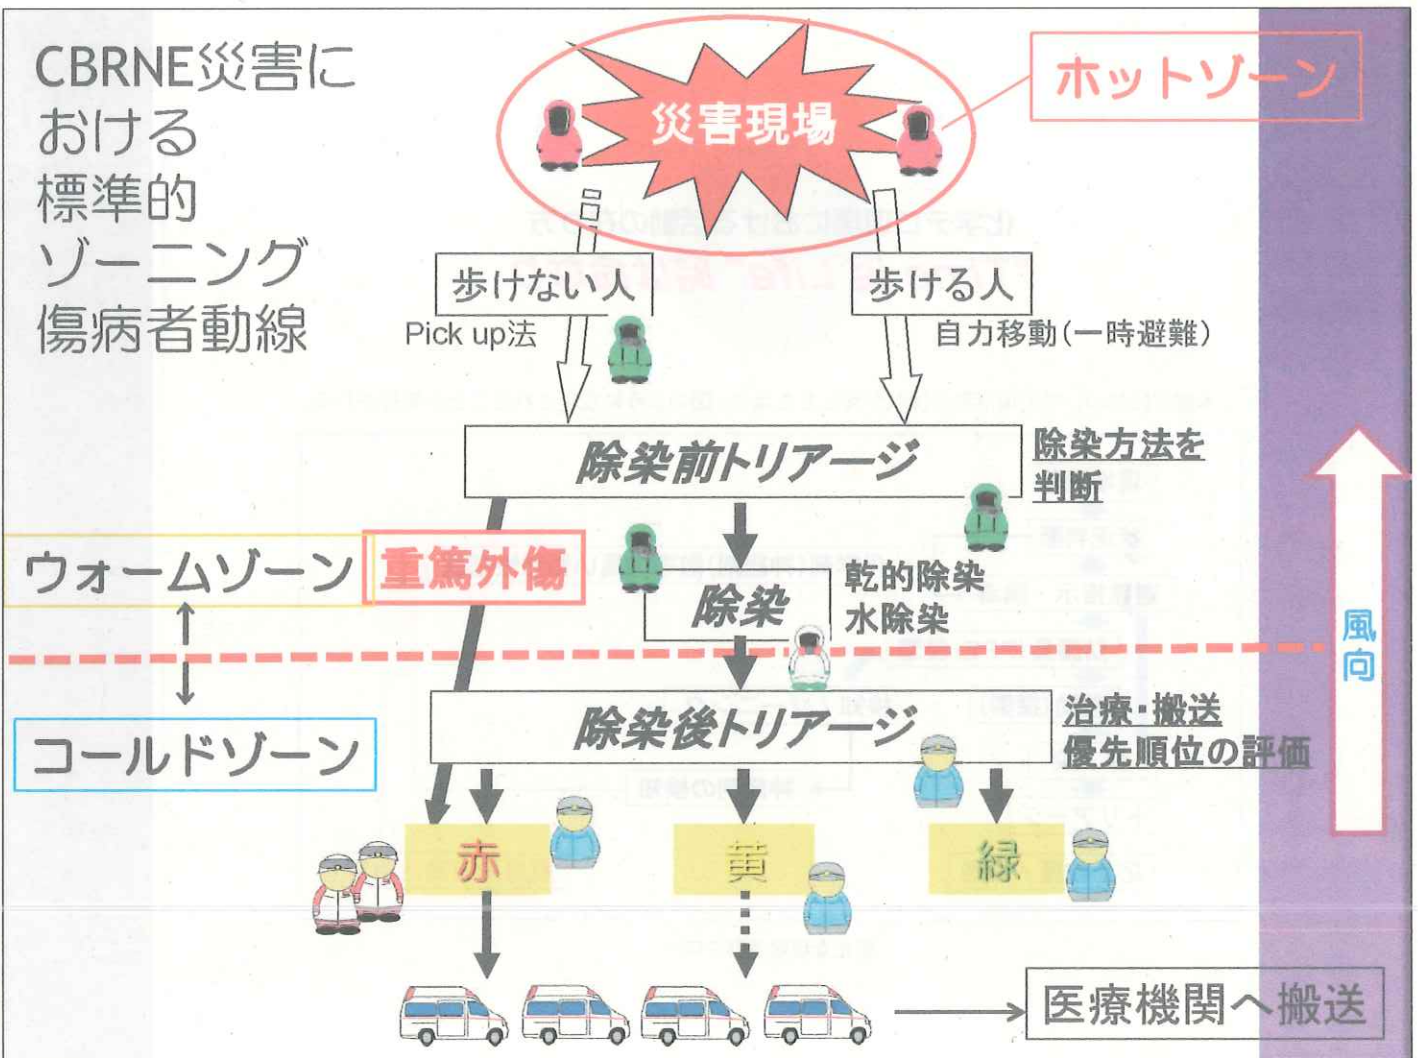 CBRNE災害に
おける
標準的
ゾーニング
傷病者動線
災害現場
ホットゾーン
歩けない人
歩ける人
Pick up法
自力移動(一時避難)
除染前トリアージ
除染方法を
判断
ウォームゾーン
重篤外傷
除染
乾的除染
水除染
風向
コールドゾーン
除染後トリアージ
治療・搬送
優先順位の評価
赤
黄
緑
医療機関へ搬送